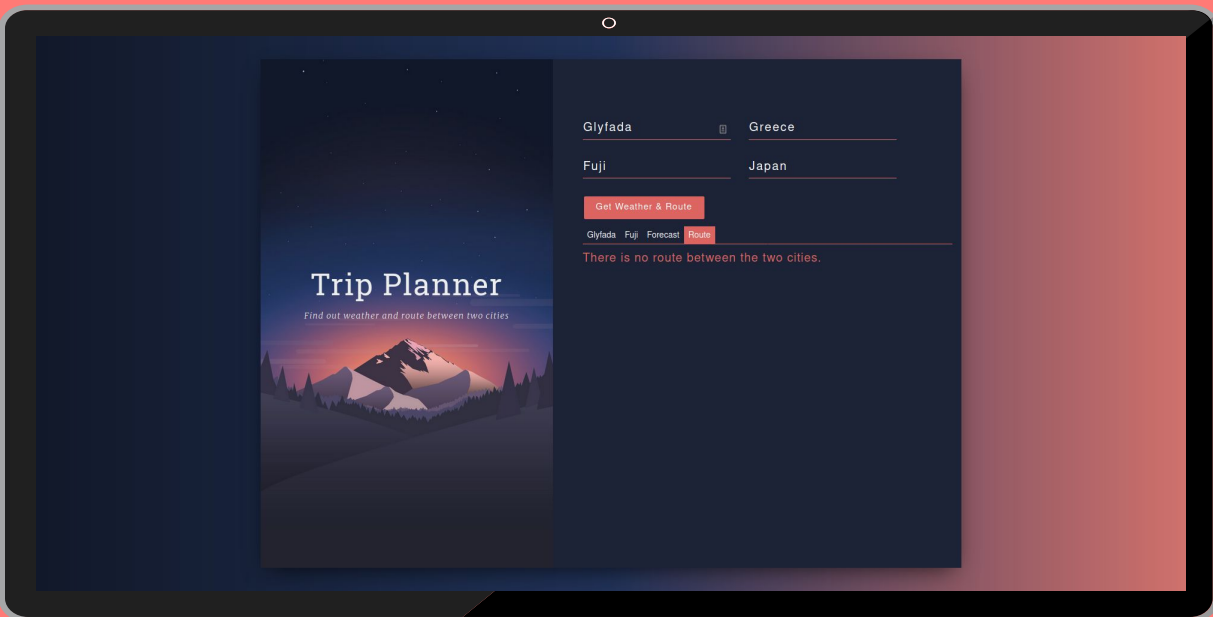 Trip Planner
Find out weather and route between two cities
Glyfada Greece
Fuji Japan
Get Weather & Route
Glyfada Fuji Forecast Route
There is no route between the two cities.